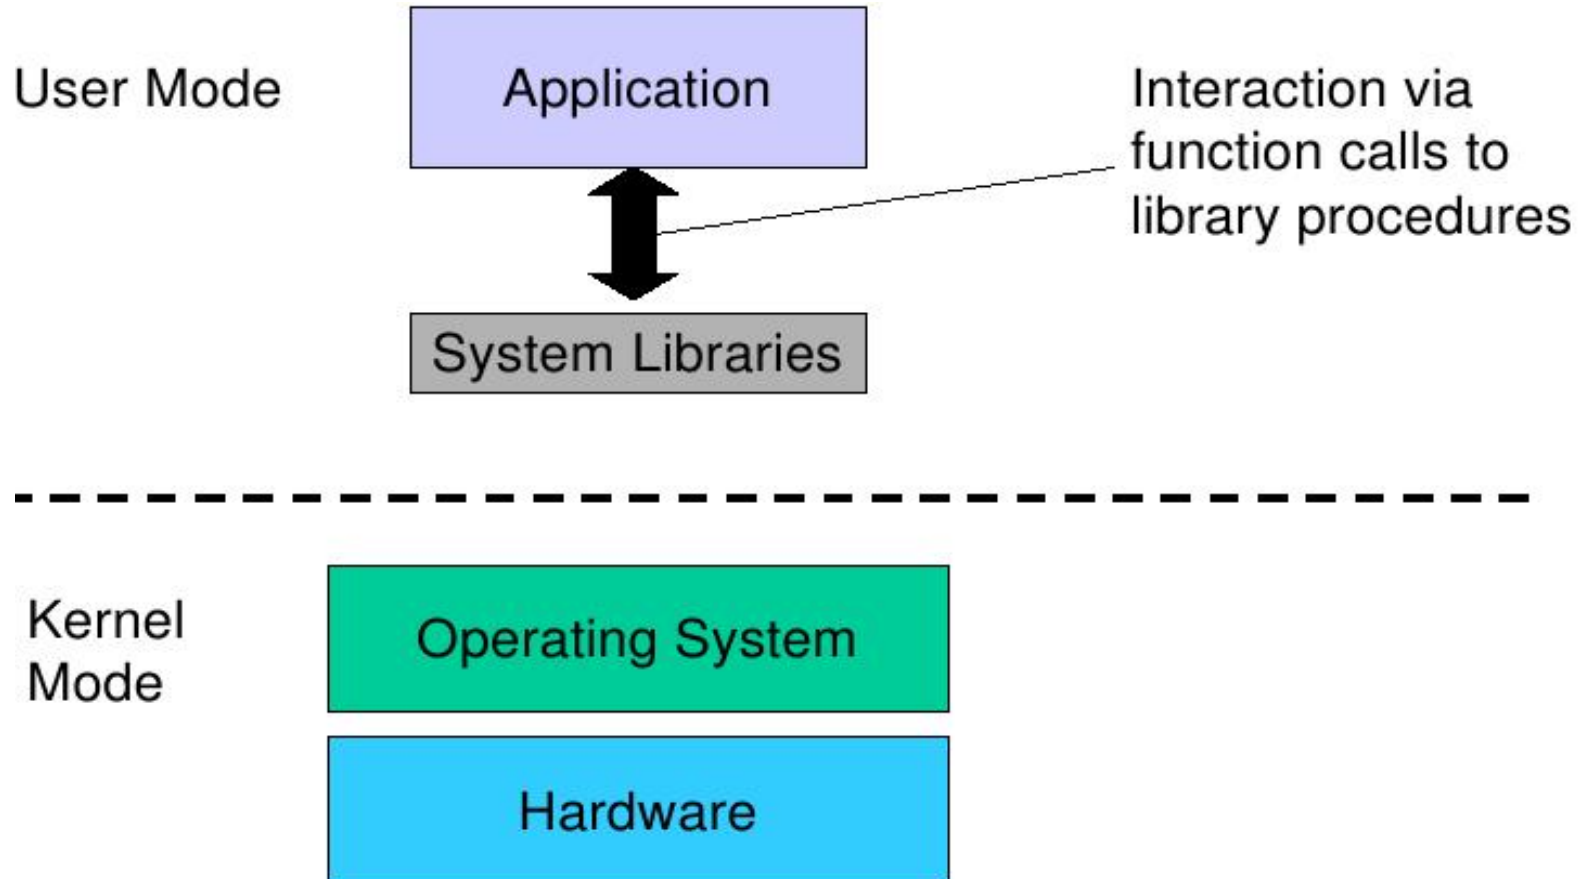 User Mode
Application
Interaction via
function calls to
library procedures
System Libraries
Kernel
Mode
Operating System
Hardware